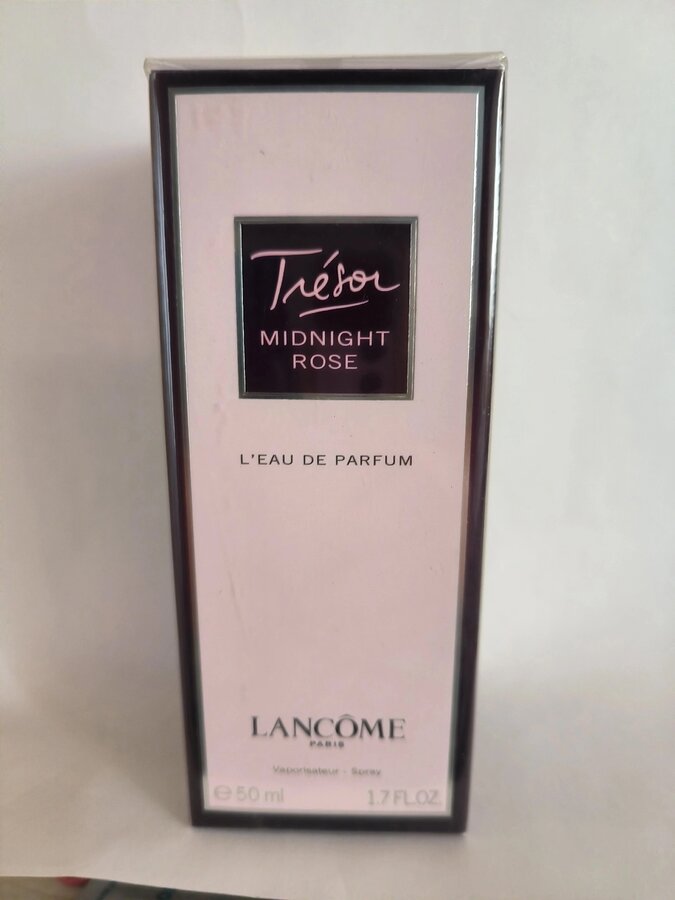 Trésor
MIDNIGHT
ROSE
L'EAU DE PARFUM
LANCÔME
PARIS
Vaporisateur - Spray
℮ 50 ml 1.7 FL.OZ